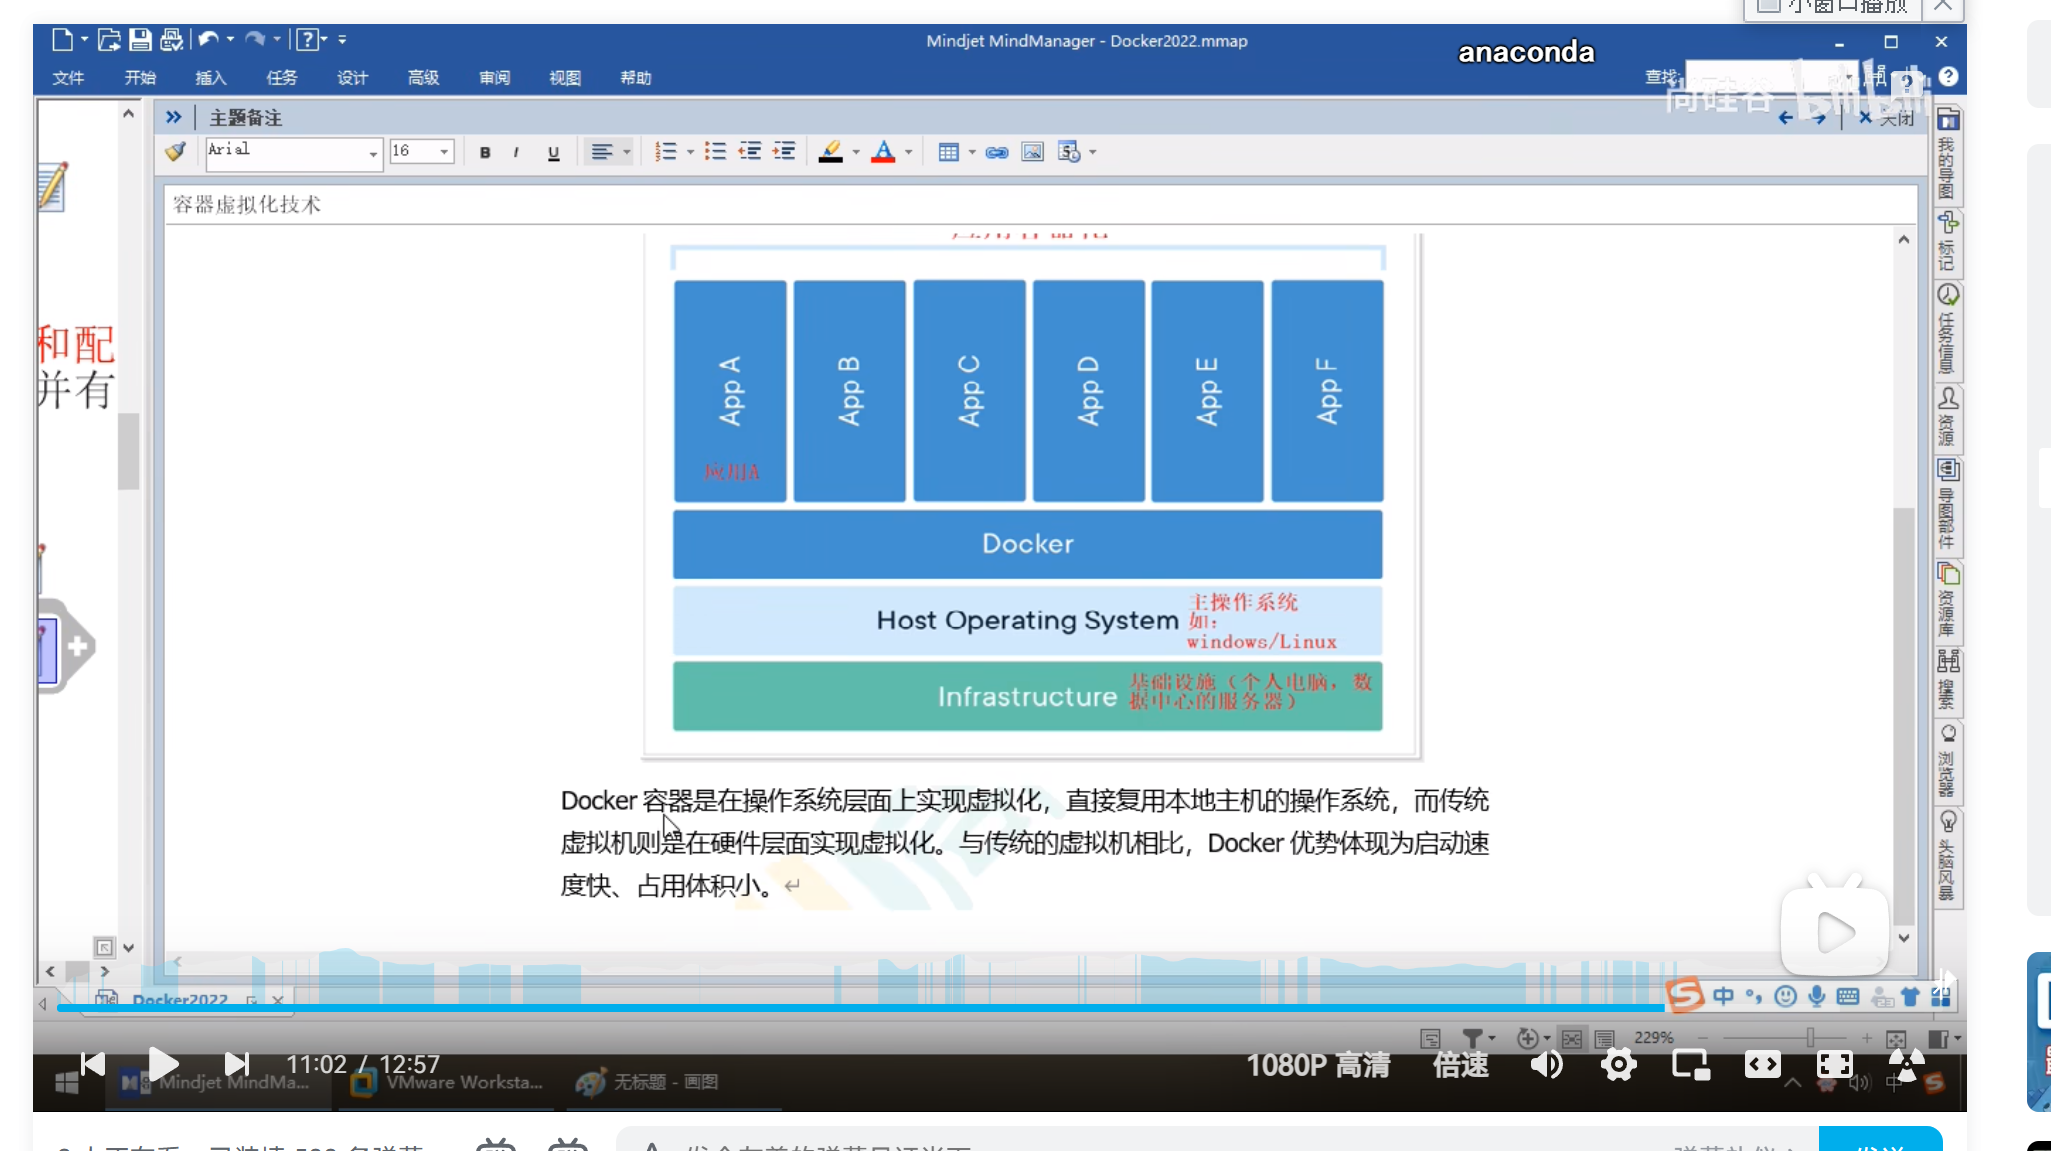 小窗口播放
Mindjet MindManager - Docker2022.mmap
anaconda
文件 开始 插入 任务 设计 高级 审阅 视图 帮助
查找:
尚硅谷 bilibili
主题备注
关闭
Arial 16 B I U
容器虚拟化技术
和配
并有
App A
App B
App C
App D
App E
App F
应用A
Docker
Host Operating System
主操作系统
如:
windows/Linux
Infrastructure
基础设施（个人电脑，数
据中心的服务器）
Docker 容器是在操作系统层面上实现虚拟化，直接复用本地主机的操作系统，而传统
虚拟机则是在硬件层面实现虚拟化。与传统的虚拟机相比，Docker 优势体现为启动速
度快、占用体积小。
我的导图
标记
任务信息
资源
导图部件
资源库
搜索
浏览器
头脑风暴
Docker2022
中
229%
11:02 / 12:57
1080P 高清 倍速
Mindjet MindMa...
VMware Worksta...
无标题 - 画图
中